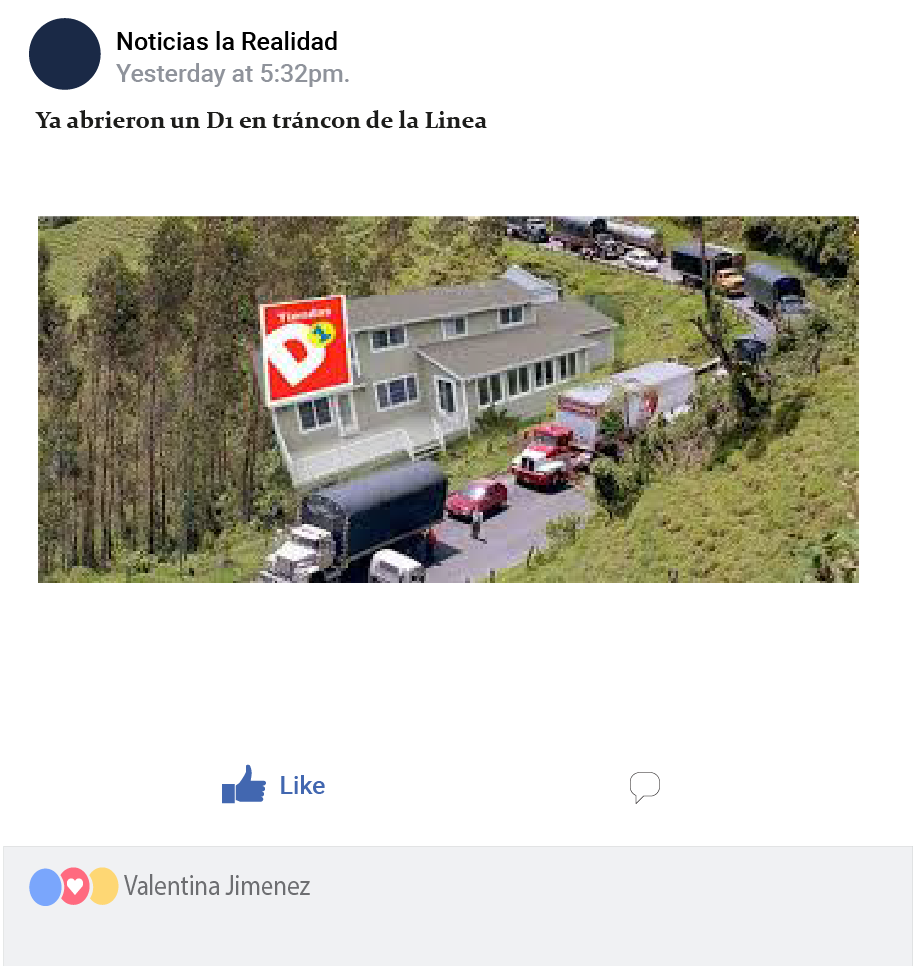 Noticias la Realidad
Yesterday at 5:32pm.
Ya abrieron un D1 en tráncon de la Linea
Tiendas
D1
Like
Valentina Jimenez